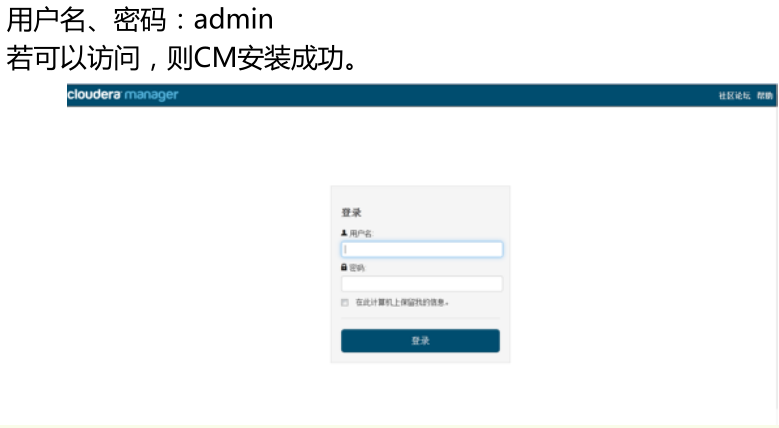 用户名、密码：admin
若可以访问，则CM安装成功。
cloudera manager
社区论坛 帮助
登录
用户名:
密码:
在此计算机上保留我的信息。
登录